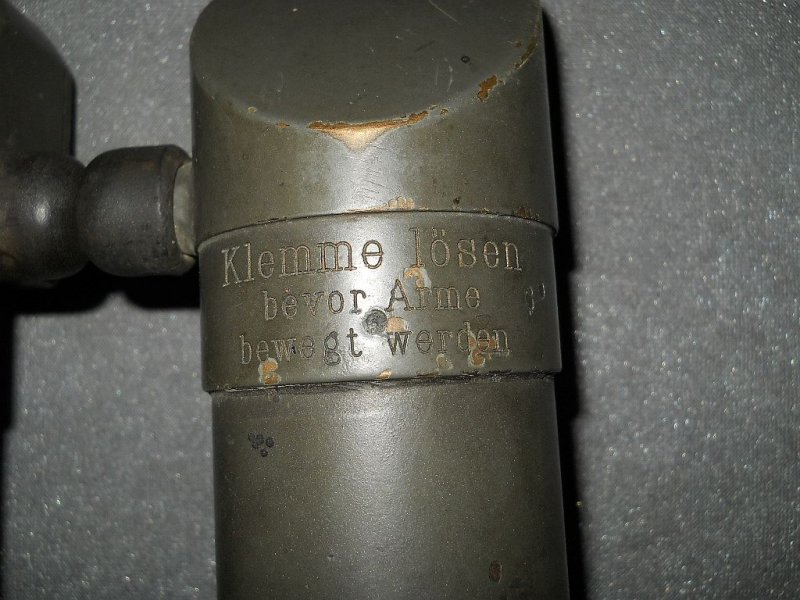 Klemme lösen
bevor Arme
bewegt werden